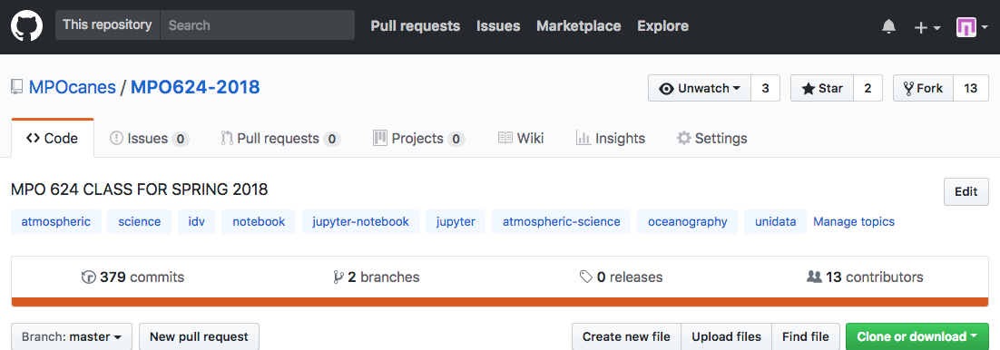 This repository Search Pull requests Issues Marketplace Explore
MPOcanes / MPO624-2018 Unwatch 3 Star 2 Fork 13
<> Code Issues 0 Pull requests 0 Projects 0 Wiki Insights Settings
MPO 624 CLASS FOR SPRING 2018 Edit
atmospheric science idv notebook jupyter-notebook jupyter atmospheric-science oceanography unidata Manage topics
379 commits 2 branches 0 releases 13 contributors
Branch: master New pull request Create new file Upload files Find file Clone or download